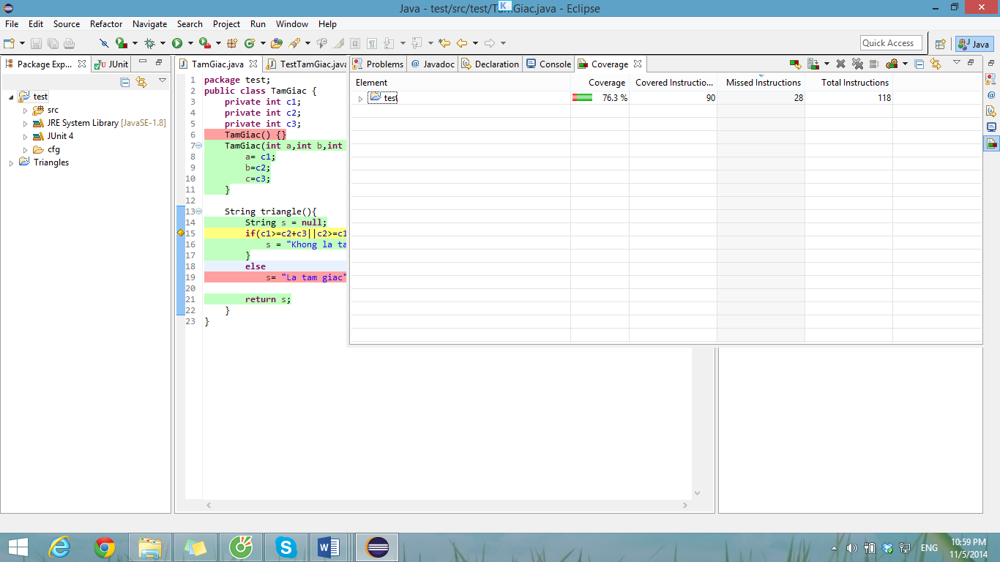 Java - test/src/test/TamGiac.java - Eclipse
K
File Edit Source Refactor Navigate Search Project Run Window Help
Quick Access
Java
Package Exp...
JUnit
test
src
JRE System Library [JavaSE-1.8]
JUnit 4
cfg
Triangles
TamGiac.java
TestTamGiac.java
1 package test;
2 public class TamGiac {
3 private int c1;
4 private int c2;
5 private int c3;
6 TamGiac() {}
7 TamGiac(int a,int b,int
8 a= c1;
9 b=c2;
10 c=c3;
11 }
12
13 String triangle(){
14 String s = null;
15 if(c1>=c2+c3||c2>=c1
16 s = "Khong la ta
17 }
18 else
19 s= "La tam giac"
20
21 return s;
22 }
23 }
Problems
@ Javadoc
Declaration
Console
Coverage
Element Coverage Covered Instructio... Missed Instructions Total Instructions
test 76.3 % 90 28 118
ENG
10:59 PM
11/5/2014